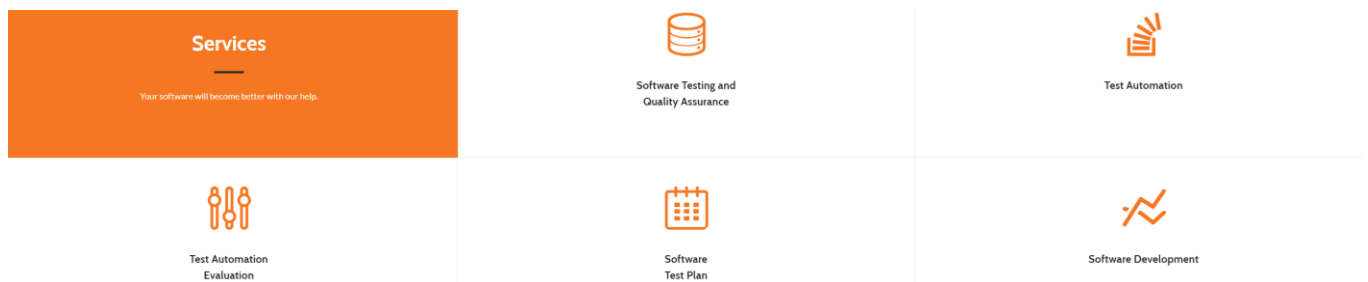 Services
Your software will become better with our help.
Software Testing and
Quality Assurance
Test Automation
Test Automation
Evaluation
Software
Test Plan
Software Development